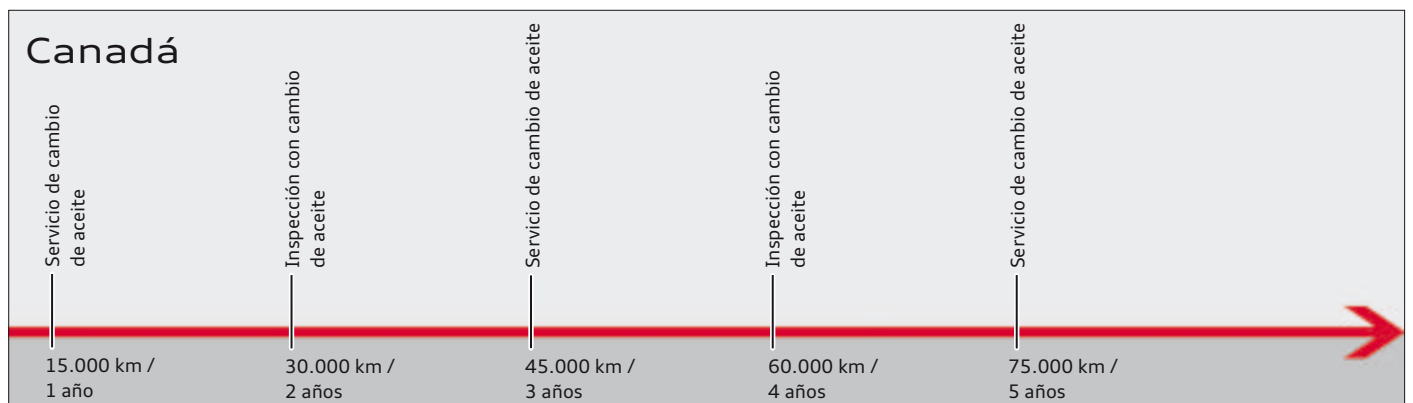 Canadá
Servicio de cambio
de aceite
Inspección con cambio
de aceite
Servicio de cambio de aceite
Inspección con cambio
de aceite
Servicio de cambio de aceite
15.000 km /
1 año
30.000 km /
2 años
45.000 km /
3 años
60.000 km /
4 años
75.000 km /
5 años